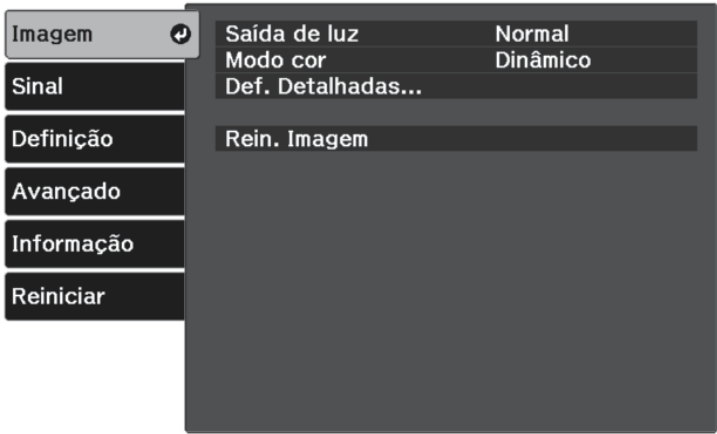 Imagem
Sinal
Definição
Avançado
Informação
Reiniciar
Saída de luz Normal
Modo cor Dinâmico
Def. Detalhadas...
Rein. Imagem